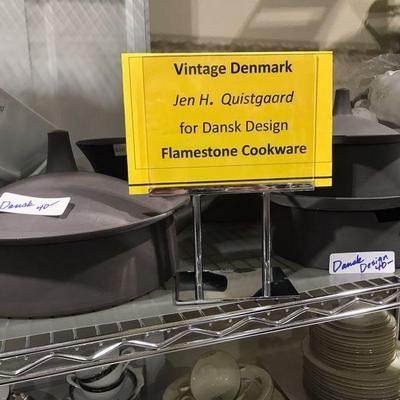 Vintage Denmark
Jen H. Quistgaard
for Dansk Design
Flamestone Cookware
Dansk 40-
Dansk
Design
40-